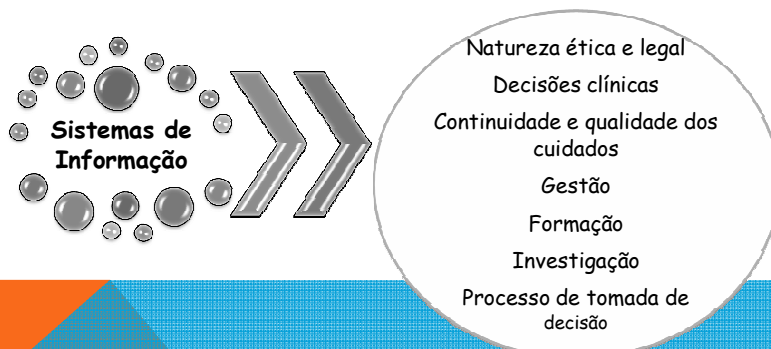 Sistemas de
Informação
Natureza ética e legal
Decisões clínicas
Continuidade e qualidade dos
cuidados
Gestão
Formação
Investigação
Processo de tomada de
decisão